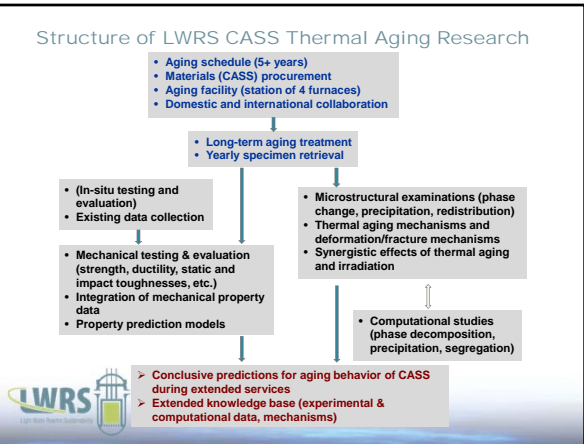 Structure of LWRS CASS Thermal Aging Research
• Aging schedule (5+ years)
• Materials (CASS) procurement
• Aging facility (station of 4 furnaces)
• Domestic and international collaboration
• Long-term aging treatment
• Yearly specimen retrieval
• (In-situ testing and
evaluation)
• Existing data collection
• Microstructural examinations (phase
change, precipitation, redistribution)
• Thermal aging mechanisms and
deformation/fracture mechanisms
• Synergistic effects of thermal aging
and irradiation
• Mechanical testing & evaluation
(strength, ductility, static and
impact toughnesses, etc.)
• Integration of mechanical property
data
• Property prediction models
• Computational studies
(phase decomposition,
precipitation, segregation)
➢ Conclusive predictions for aging behavior of CASS
during extended services
➢ Extended knowledge base (experimental &
computational data, mechanisms)
LWRS
Light Water Reactor Sustainability